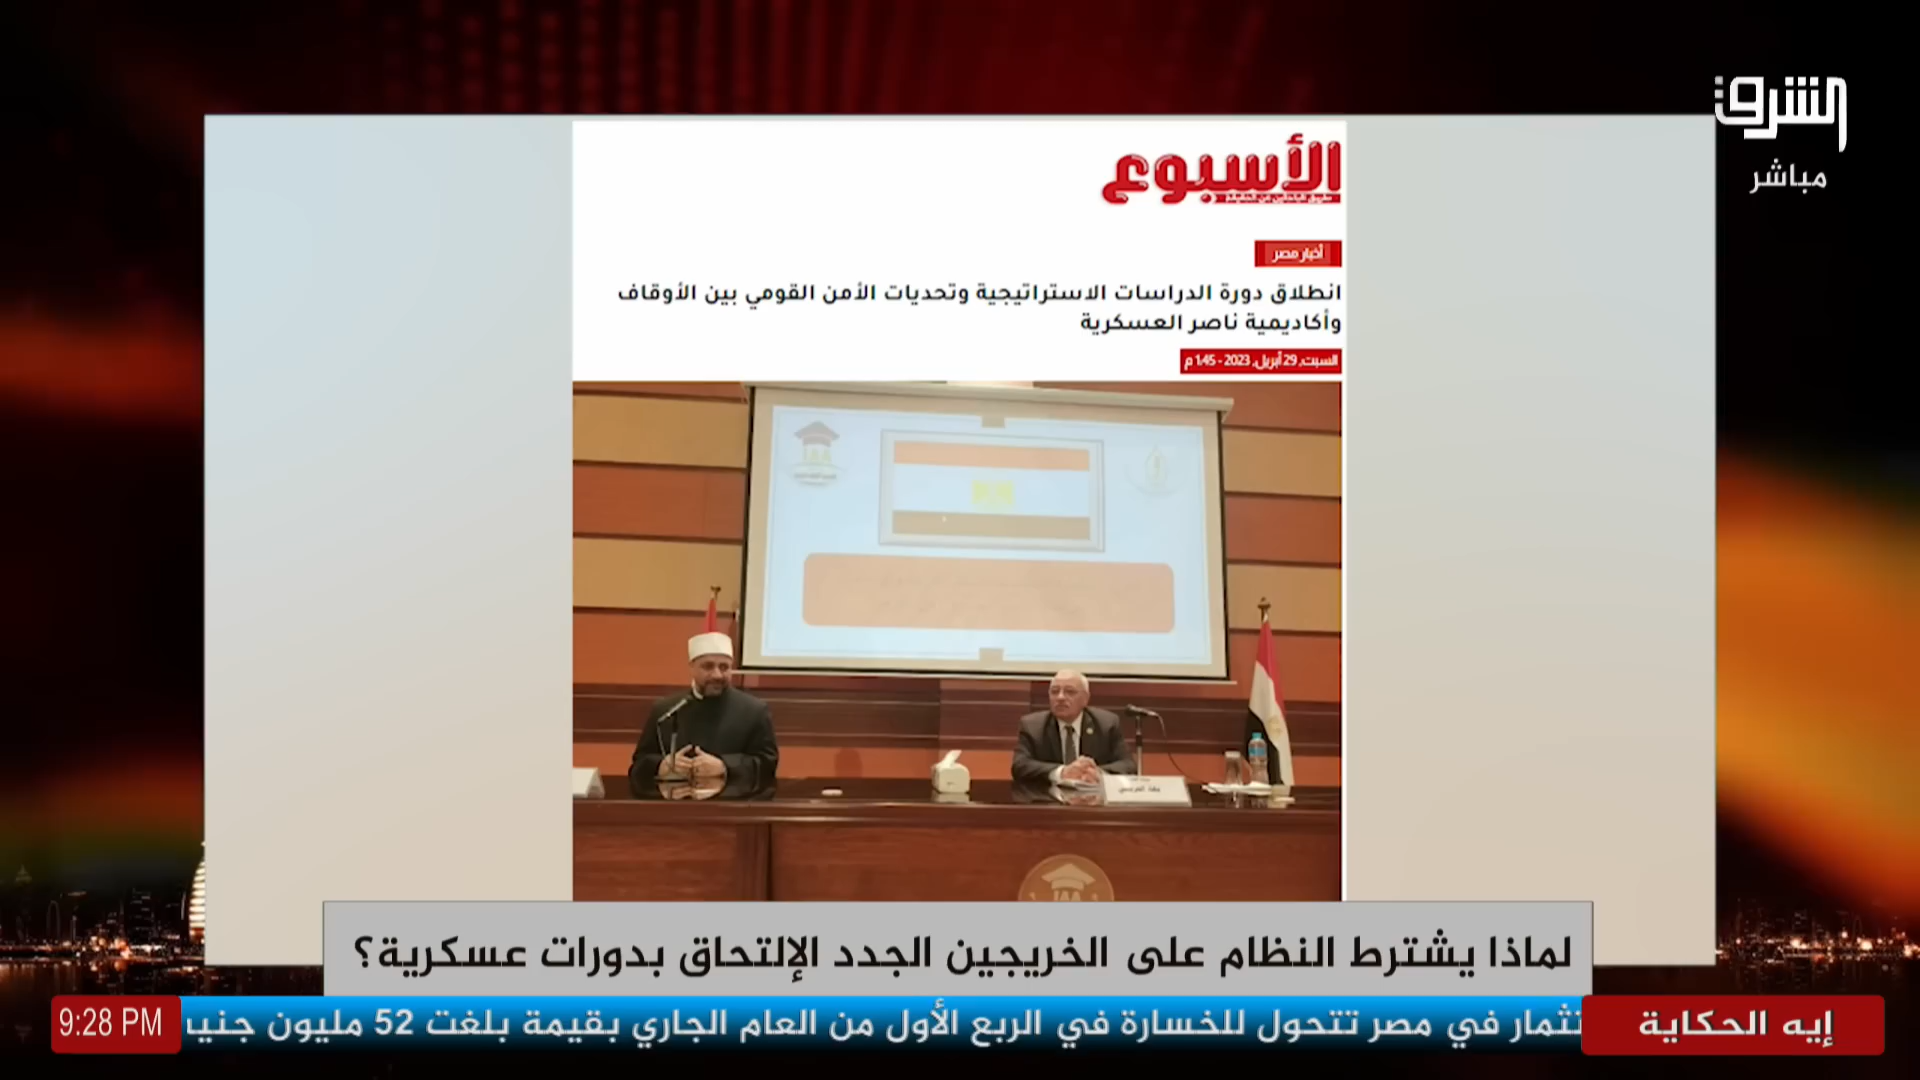 الشرق
مباشر
الأسبوع
أخبار مصر
انطلاق دورة الدراسات الاستراتيجية وتحديات الأمن القومي بين الأوقاف
وأكاديمية ناصر العسكرية
السبت, 29 أبريل, 2023 - 1:45 م
IAA
IAA
لماذا يشترط النظام على الخريجين الجدد الإلتحاق بدورات عسكرية؟
إيه الحكاية
تثمار في مصر تتحول للخسارة في الربع الأول من العام الجاري بقيمة بلغت 52 مليون جنيه
9:28 PM